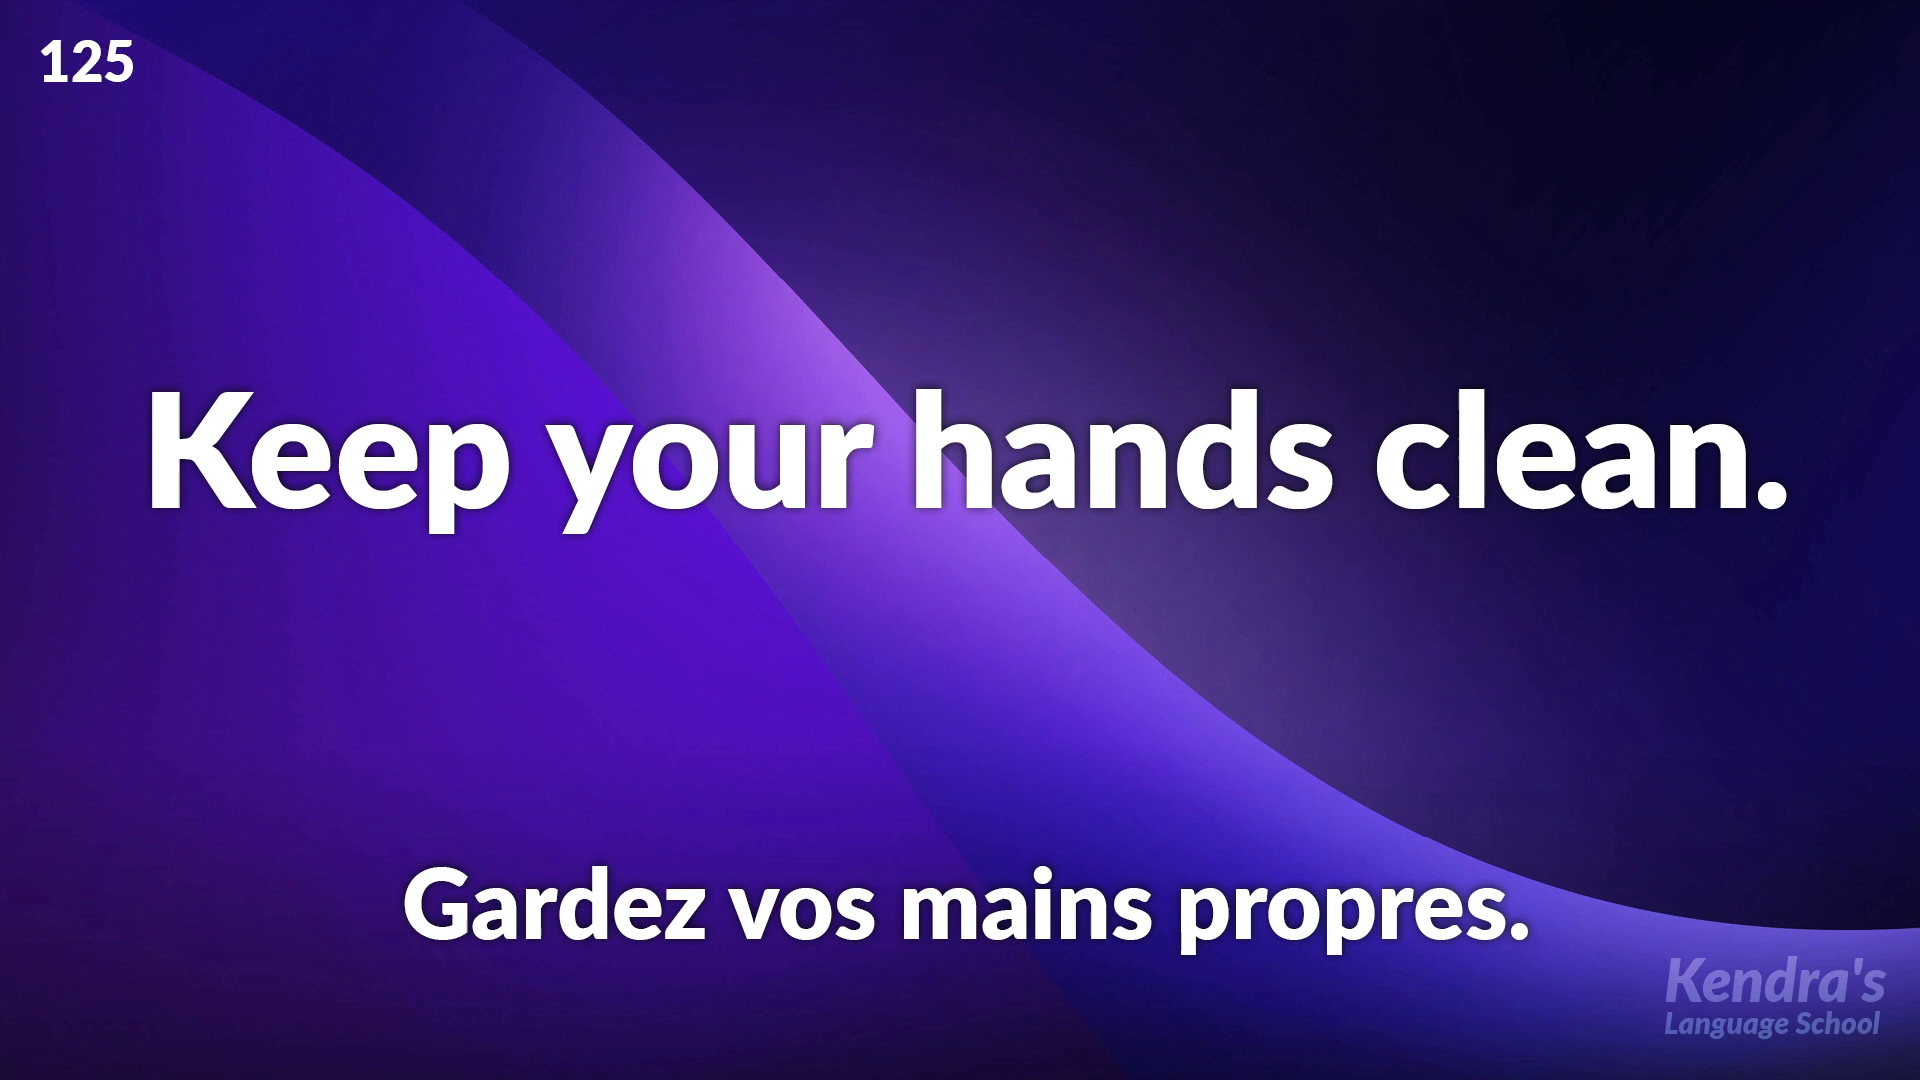 125
Keep your hands clean.
Gardez vos mains propres.
Kendra's
Language School